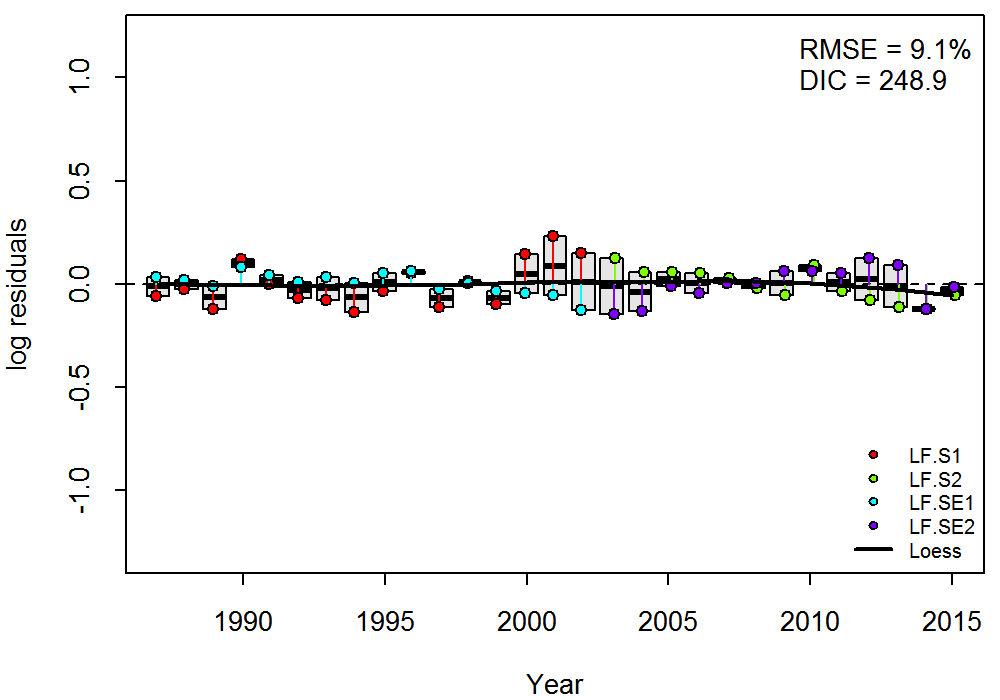 RMSE = 9.1%
DIC = 248.9
log residuals
1.0
0.5
0.0
-0.5
-1.0
LF.S1
LF.S2
LF.SE1
LF.SE2
Loess
1990 1995 2000 2005 2010 2015
Year